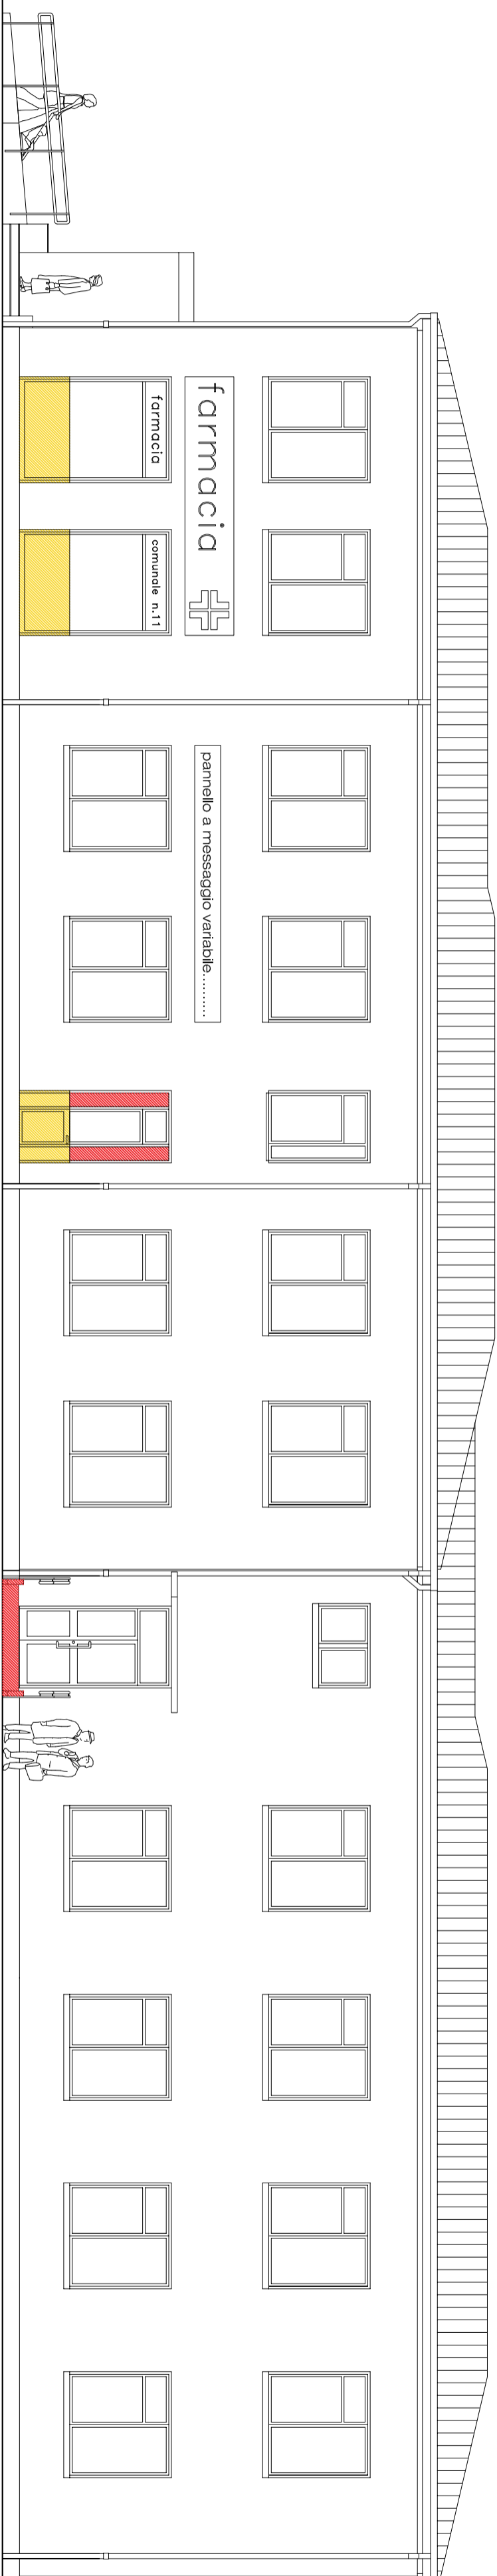 farmacia
farmacia
comunale n.11
pannello a messaggio variabile.........